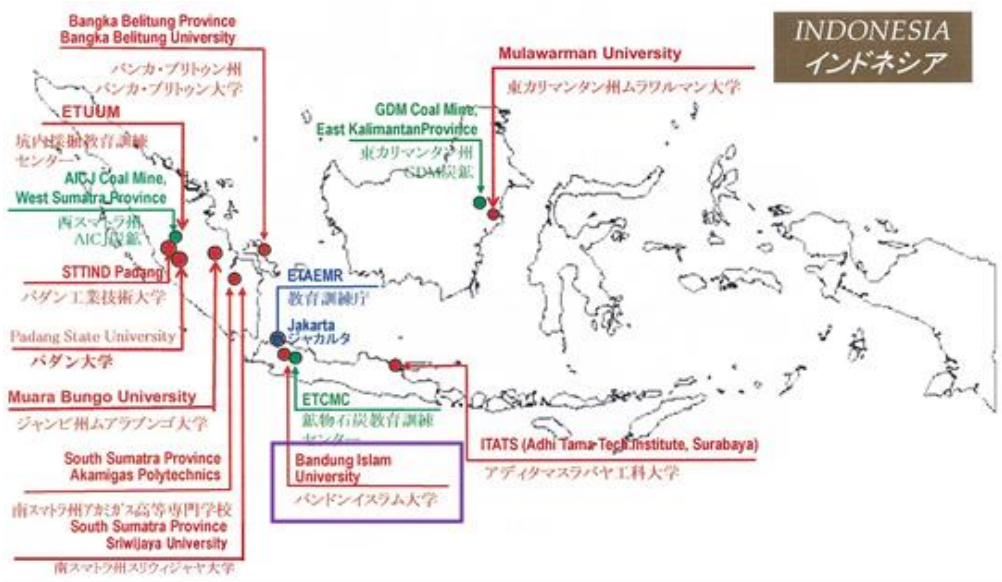 INDONESIA
インドネシア
Bangka Belitung Province
Bangka Belitung University
バンカ・ブリトゥン州
バンカ・ブリトゥン大学
ETUUM
坑内採掘教育訓練
センター
AICJ Coal Mine,
West Sumatra Province
西スマトラ州
AICJ炭鉱
STTIND Padang
パダン工業技術大学
Padang State University
パダン大学
Muara Bungo University
ジャンビ州ムアラブンゴ大学
South Sumatra Province
Akamigas Polytechnics
南スマトラ州アカミガス高等専門学校
South Sumatra Province
Sriwijaya University
南スマトラ州スリウィジャヤ大学
Mulawarman University
東カリマンタン州ムラワルマン大学
GDM Coal Mine,
East KalimantanProvince
東カリマンタン州
GDM炭鉱
ETAEMR
教育訓練庁
Jakarta
ジャカルタ
ETCMC
鉱物石炭教育訓練
センター
Bandung Islam
University
バンドンイスラム大学
ITATS (Adhi Tama Tech.Institute, Surabaya)
アディタマスラバヤ工科大学